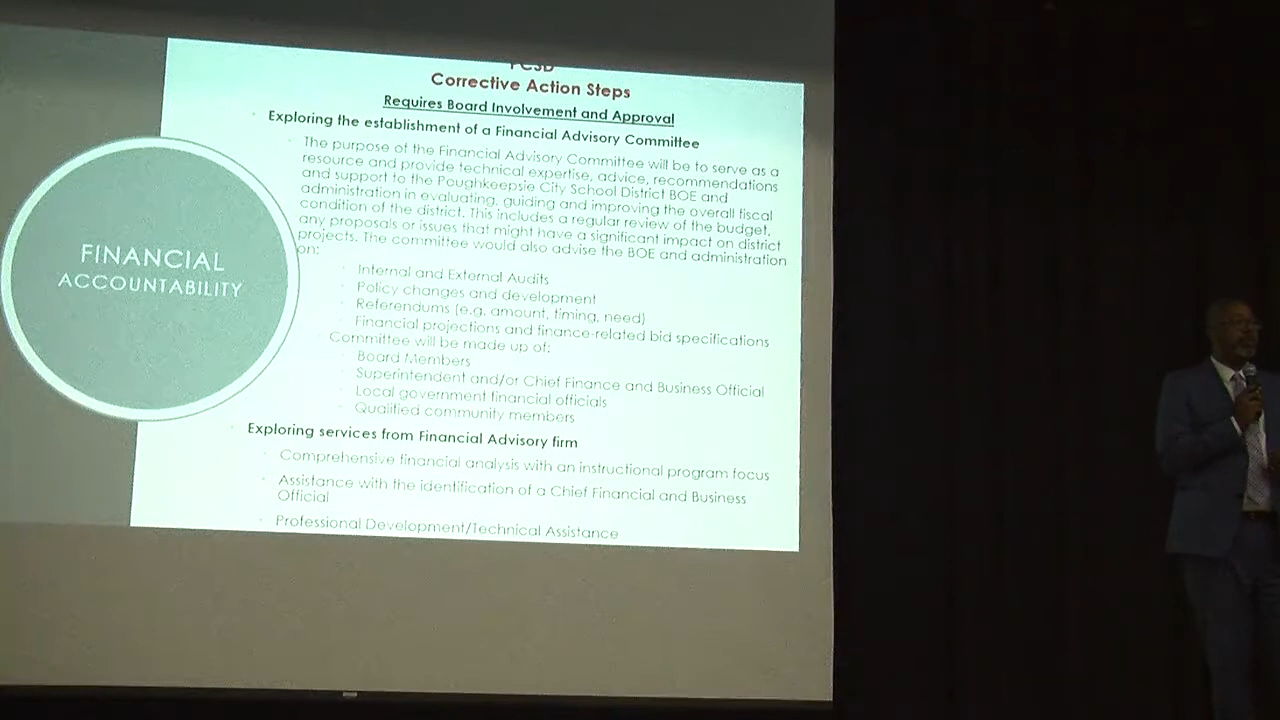 PCSD
Corrective Action Steps
Requires Board Involvement and Approval
Exploring the establishment of a Financial Advisory Committee
The purpose of the Financial Advisory Committee will be to serve as a
resource and provide technical expertise, advice, recommendations
and support to the Poughkeepsie City School District BOE and
administration in evaluating, guiding and improving the overall fiscal
condition of the district. This includes a regular review of the budget,
any proposals or issues that might have a significant impact on district
projects. The committee would also advise the BOE and administration
on:
Internal and External Audits
Policy changes and development
Referendums (e.g. amount, timing, need)
Financial projections and finance-related bid specifications
Committee will be made up of:
Board Members
Superintendent and/or Chief Finance and Business Official
Local government financial officials
Qualified community members
Exploring services from Financial Advisory firm
Comprehensive financial analysis with an instructional program focus
Assistance with the identification of a Chief Financial and Business
Official
Professional Development/Technical Assistance
FINANCIAL
ACCOUNTABILITY